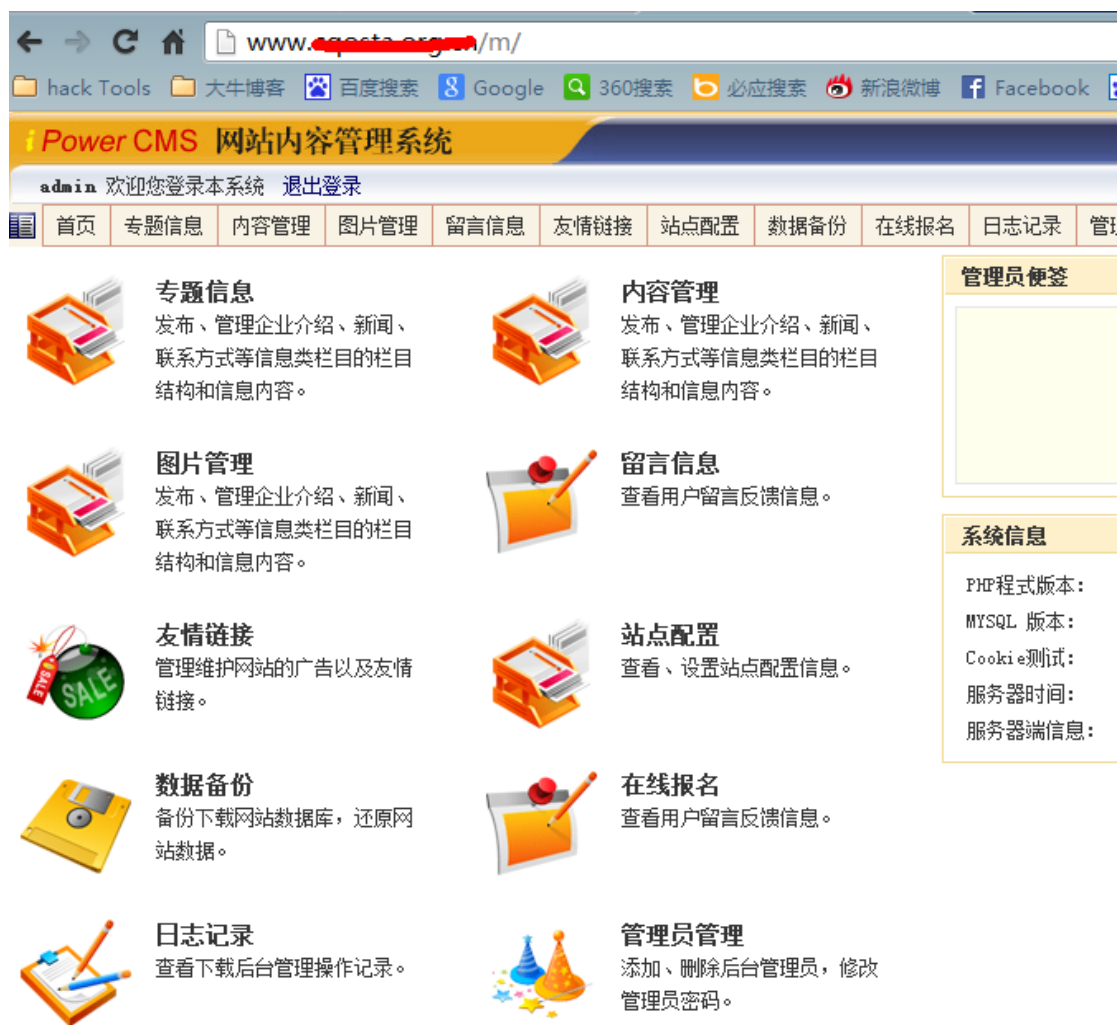 www. /m/
hack Tools 大牛博客 百度搜索 Google 360搜索 必应搜索 新浪微博 Facebook
iPower CMS 网站内容管理系统
admin 欢迎您登录本系统 退出登录
首页 专题信息 内容管理 图片管理 留言信息 友情链接 站点配置 数据备份 在线报名 日志记录 管理
专题信息
发布、管理企业介绍、新闻、
联系方式等信息类栏目的栏目
结构和信息内容。
内容管理
发布、管理企业介绍、新闻、
联系方式等信息类栏目的栏目
结构和信息内容。
管理员便签
图片管理
发布、管理企业介绍、新闻、
联系方式等信息类栏目的栏目
结构和信息内容。
留言信息
查看用户留言反馈信息。
系统信息
PHP程式版本:
MYSQL 版本:
Cookie测试:
服务器时间:
服务器端信息:
友情链接
管理维护网站的广告以及友情
链接。
SALE
SALE
站点配置
查看、设置站点配置信息。
数据备份
备份下载网站数据库，还原网
站数据。
在线报名
查看用户留言反馈信息。
日志记录
查看下载后台管理操作记录。
管理员管理
添加、删除后台管理员，修改
管理员密码。